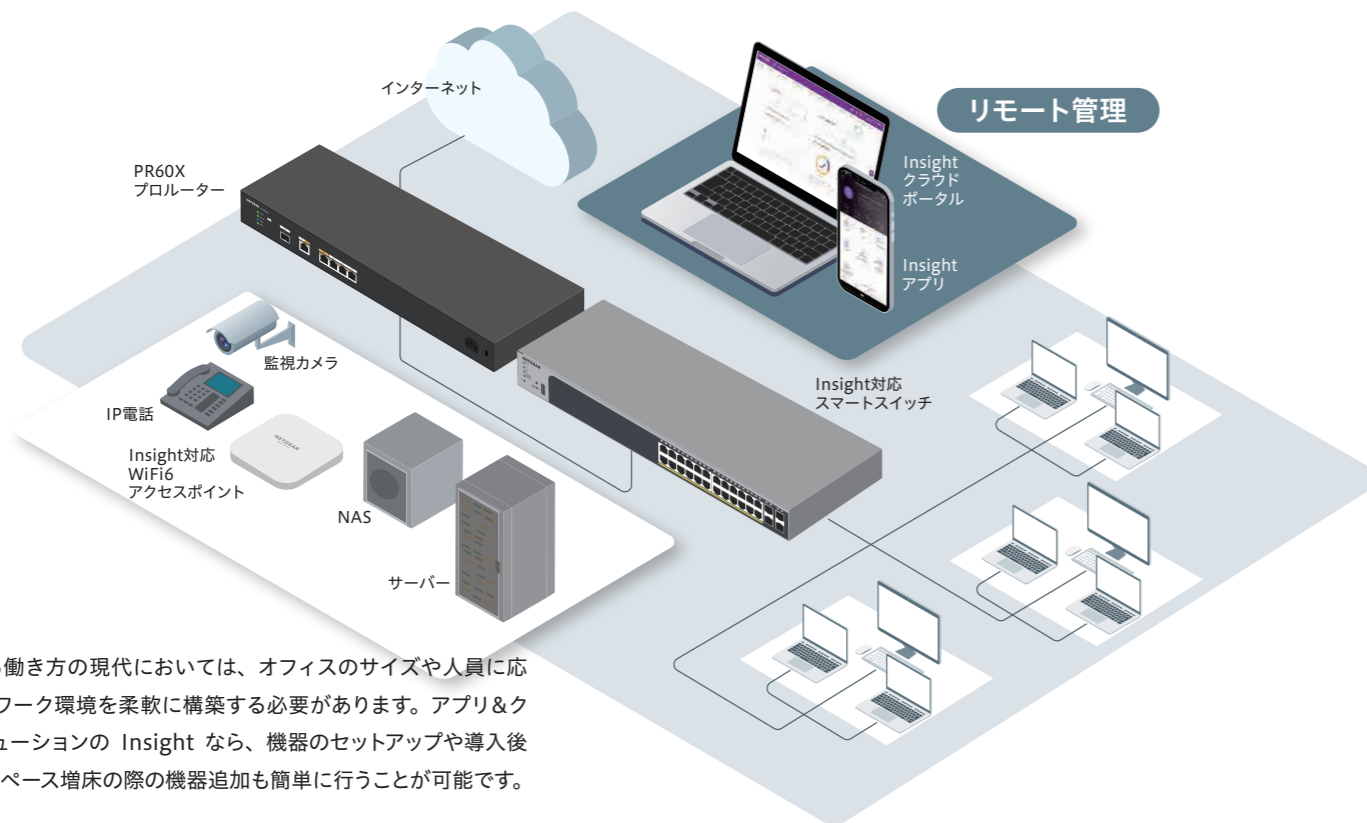 インターネット
リモート管理
PR60X
プロルーター
Insight
クラウド
ポータル
Insight
アプリ
NETGEAR
監視カメラ
NETGEAR
Insight対応
スマートスイッチ
IP電話
Insight対応
WiFi6
アクセスポイント
NETGEAR
NAS
サーバー
働き方の現代においては、オフィスのサイズや人員に応
ワーク環境を柔軟に構築する必要があります。アプリ&ク
ューションの Insight なら、機器のセットアップや導入後
ペース増床の際の機器追加も簡単に行うことが可能です。